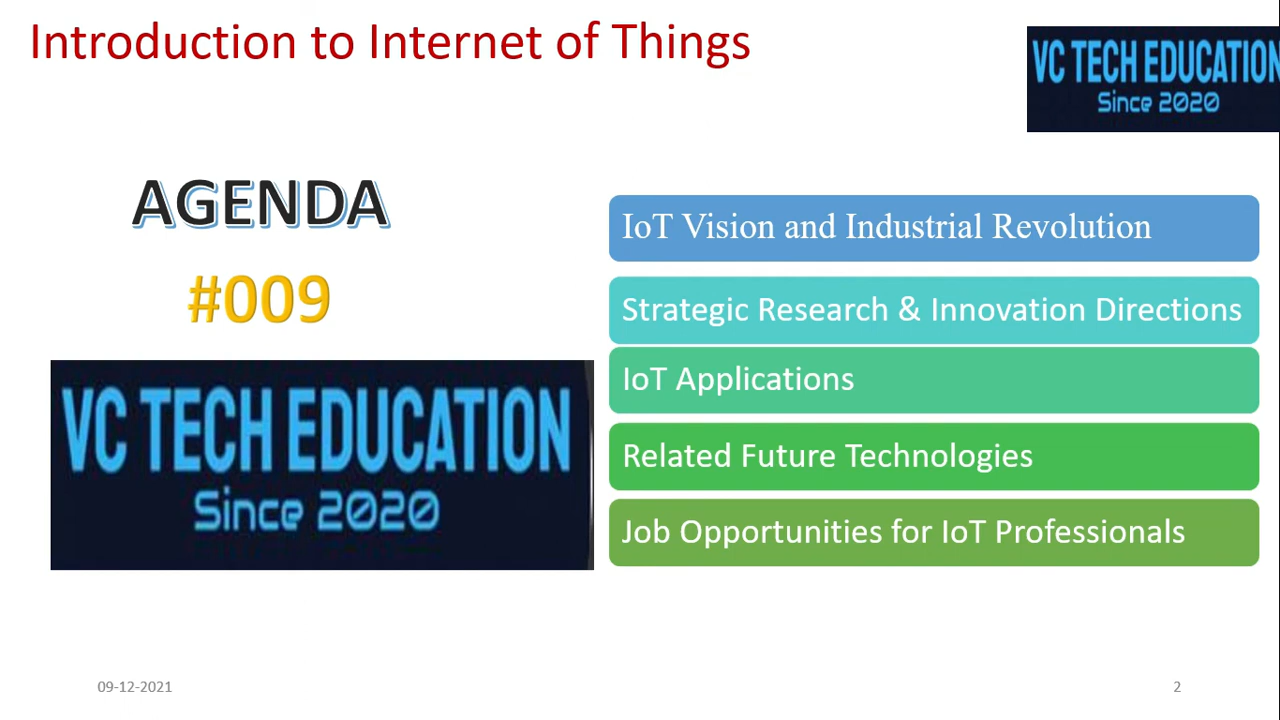 Introduction to Internet of Things
VC TECH EDUCATION
Since 2020
AGENDA
#009
VC TECH EDUCATION
Since 2020
IoT Vision and Industrial Revolution
Strategic Research & Innovation Directions
IoT Applications
Related Future Technologies
Job Opportunities for IoT Professionals
09-12-2021
2